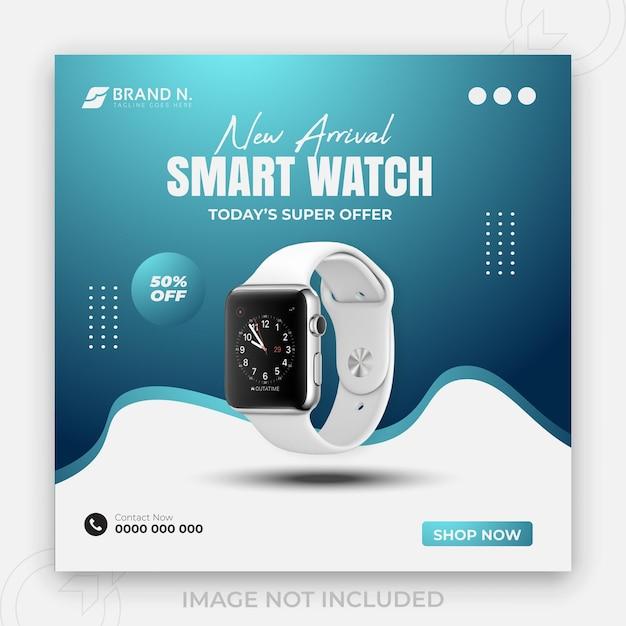 BRAND N.
TAGLINE GOES HERE
New Arrival
SMART WATCH
TODAY'S SUPER OFFER
50%
OFF
OUTATIME
Contact Now
0000 000 000
SHOP NOW
IMAGE NOT INCLUDED